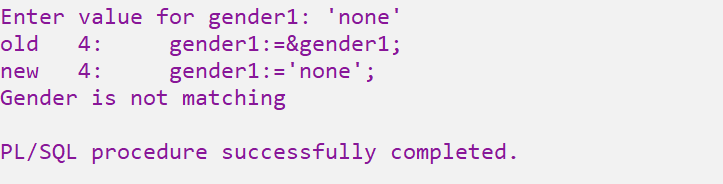 Enter value for gender1: 'none'
old   4:     gender1:=&gender1;
new   4:     gender1:='none';
Gender is not matching
PL/SQL procedure successfully completed.